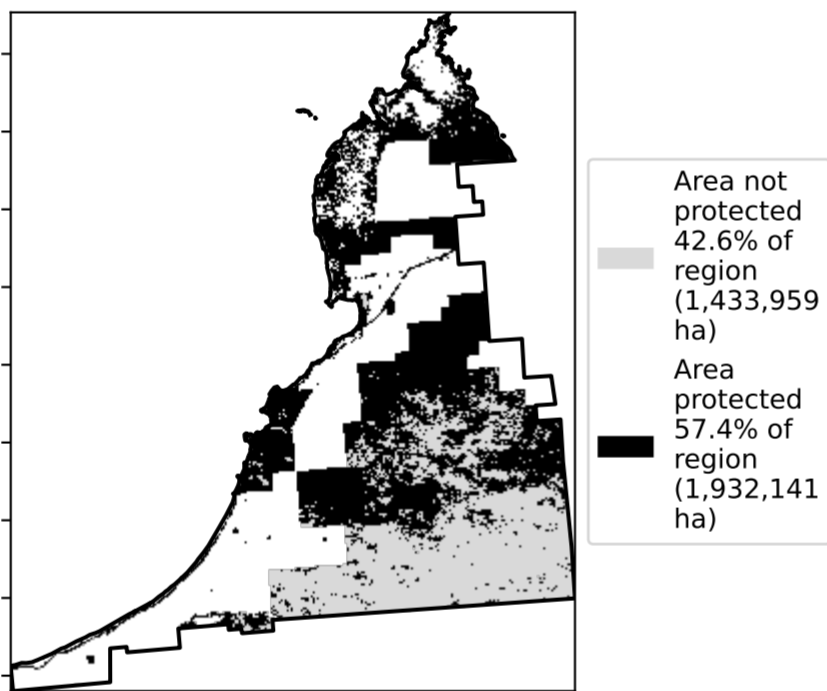 Area not
protected
42.6% of
region
(1,433,959
ha)
Area
protected
57.4% of
region
(1,932,141
ha)